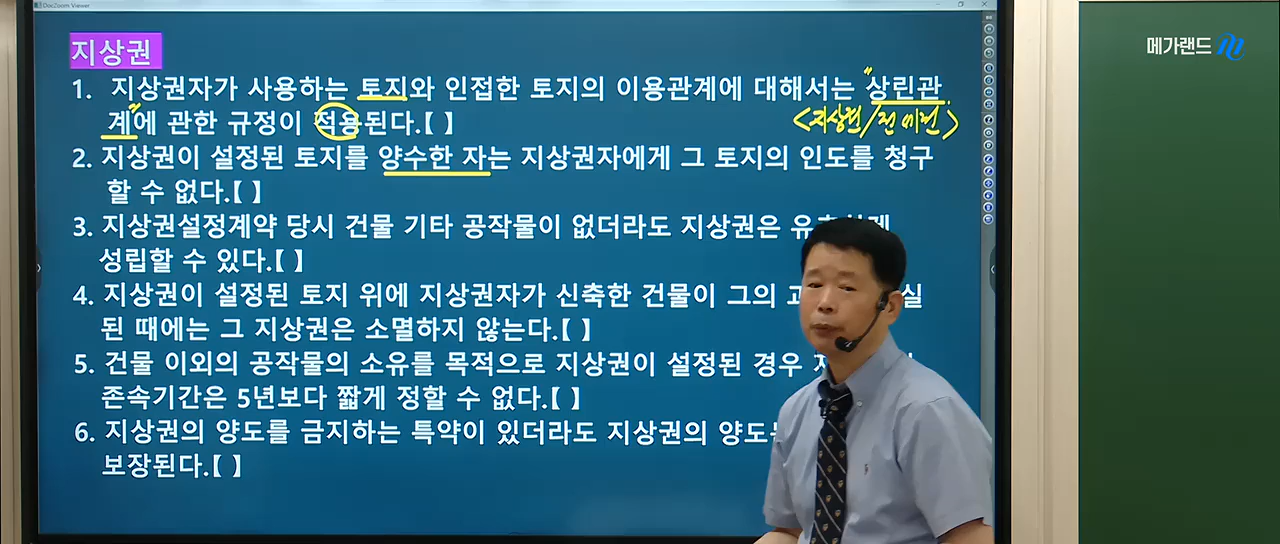 DocZoom Viewer
메가랜드
지상권
1. 지상권자가 사용하는 토지와 인접한 토지의 이용관계에 대해서는 "상린관
계"에 관한 규정이 적용된다.【 】
<지상권/전세권>
2. 지상권이 설정된 토지를 양수한 자는 지상권자에게 그 토지의 인도를 청구
할 수 없다.【 】
3. 지상권설정계약 당시 건물 기타 공작물이 없더라도 지상권은
성립할 수 있다.【 】
4. 지상권이 설정된 토지 위에 지상권자가 신축한 건물이 그의 실
된 때에는 그 지상권은 소멸하지 않는다.【 】
5. 건물 이외의 공작물의 소유를 목적으로 지상권이 설정된 경우
존속기간은 5년보다 짧게 정할 수 없다.【 】
6. 지상권의 양도를 금지하는 특약이 있더라도 지상권의
보장된다.【 】